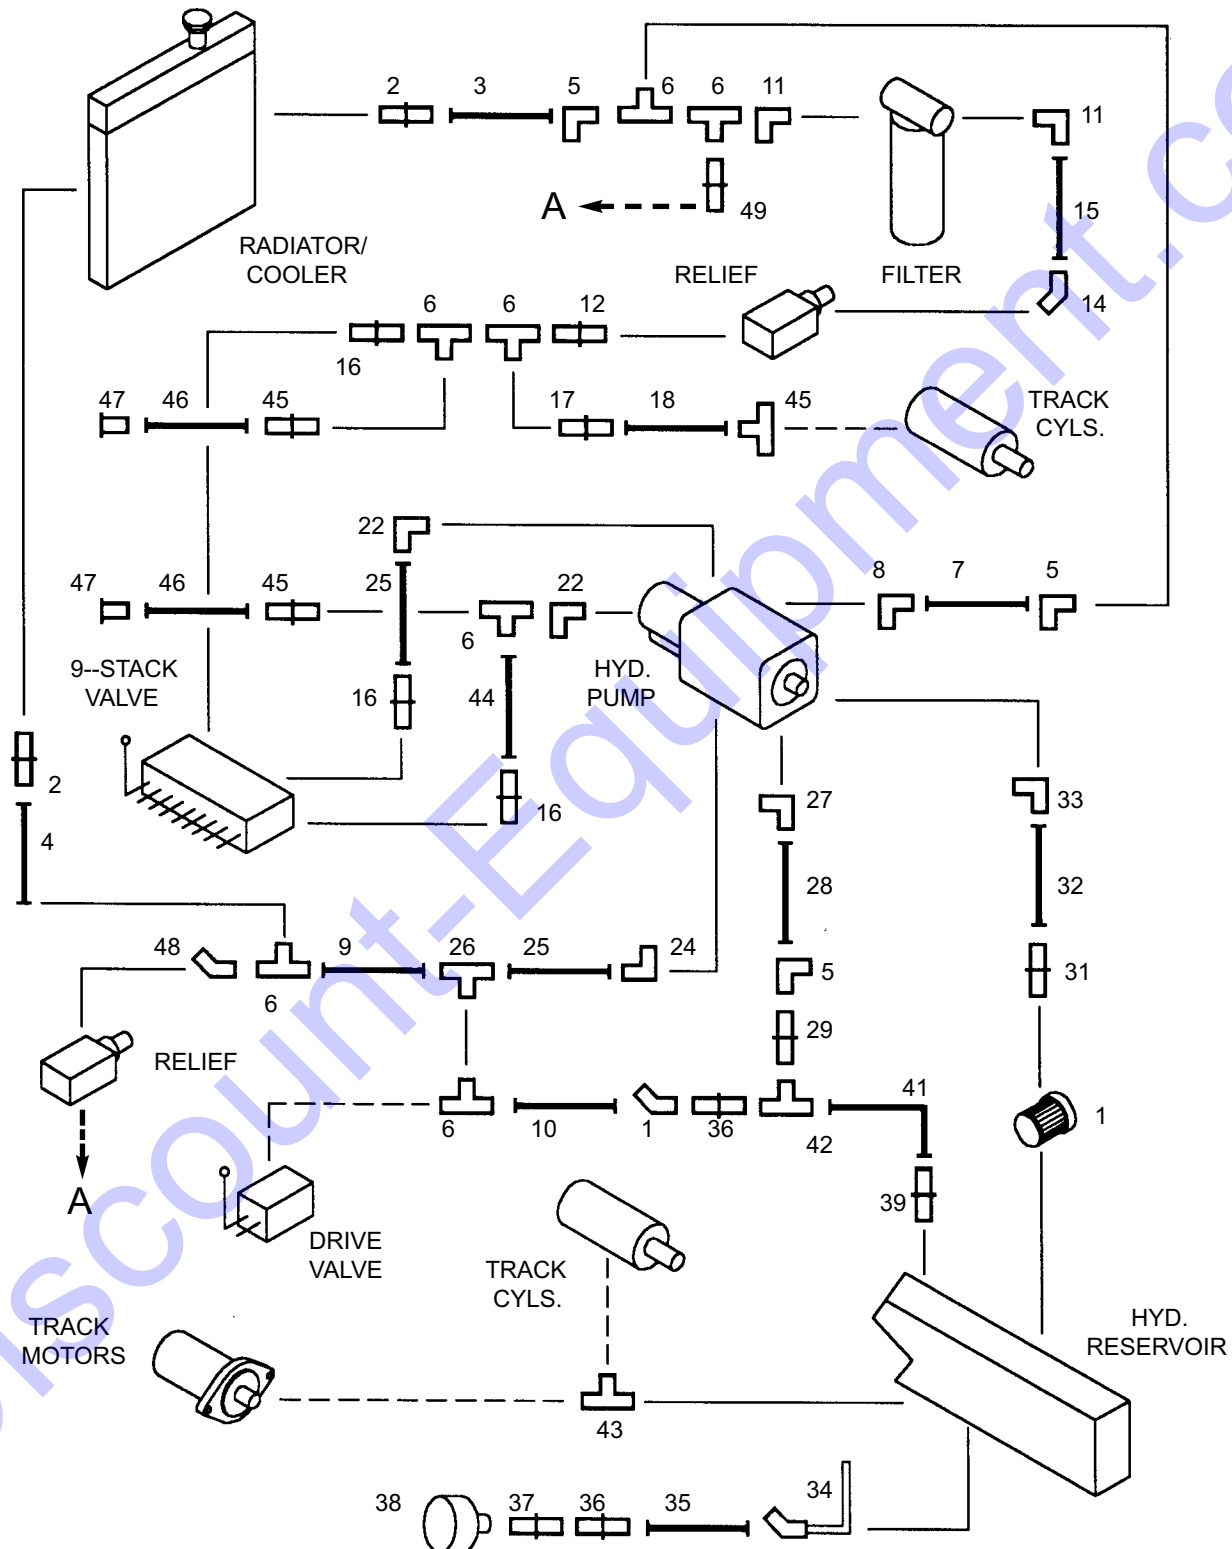 2
3
5
6
6
11
11
A
49
15
RADIATOR/
COOLER
RELIEF
FILTER
14
6
6
12
16
47
46
45
17
18
45
TRACK
CYLS.
22
25
47
46
45
22
6
8
7
5
9--STACK
VALVE
16
44
HYD.
PUMP
2
4
16
27
33
28
32
48
9
26
25
24
5
31
6
29
RELIEF
41
6
10
1
36
42
1
A
39
DRIVE
VALVE
TRACK
CYLS.
TRACK
MOTORS
HYD.
RESERVOIR
43
38
37
36
35
34
Discount-Equipment.co